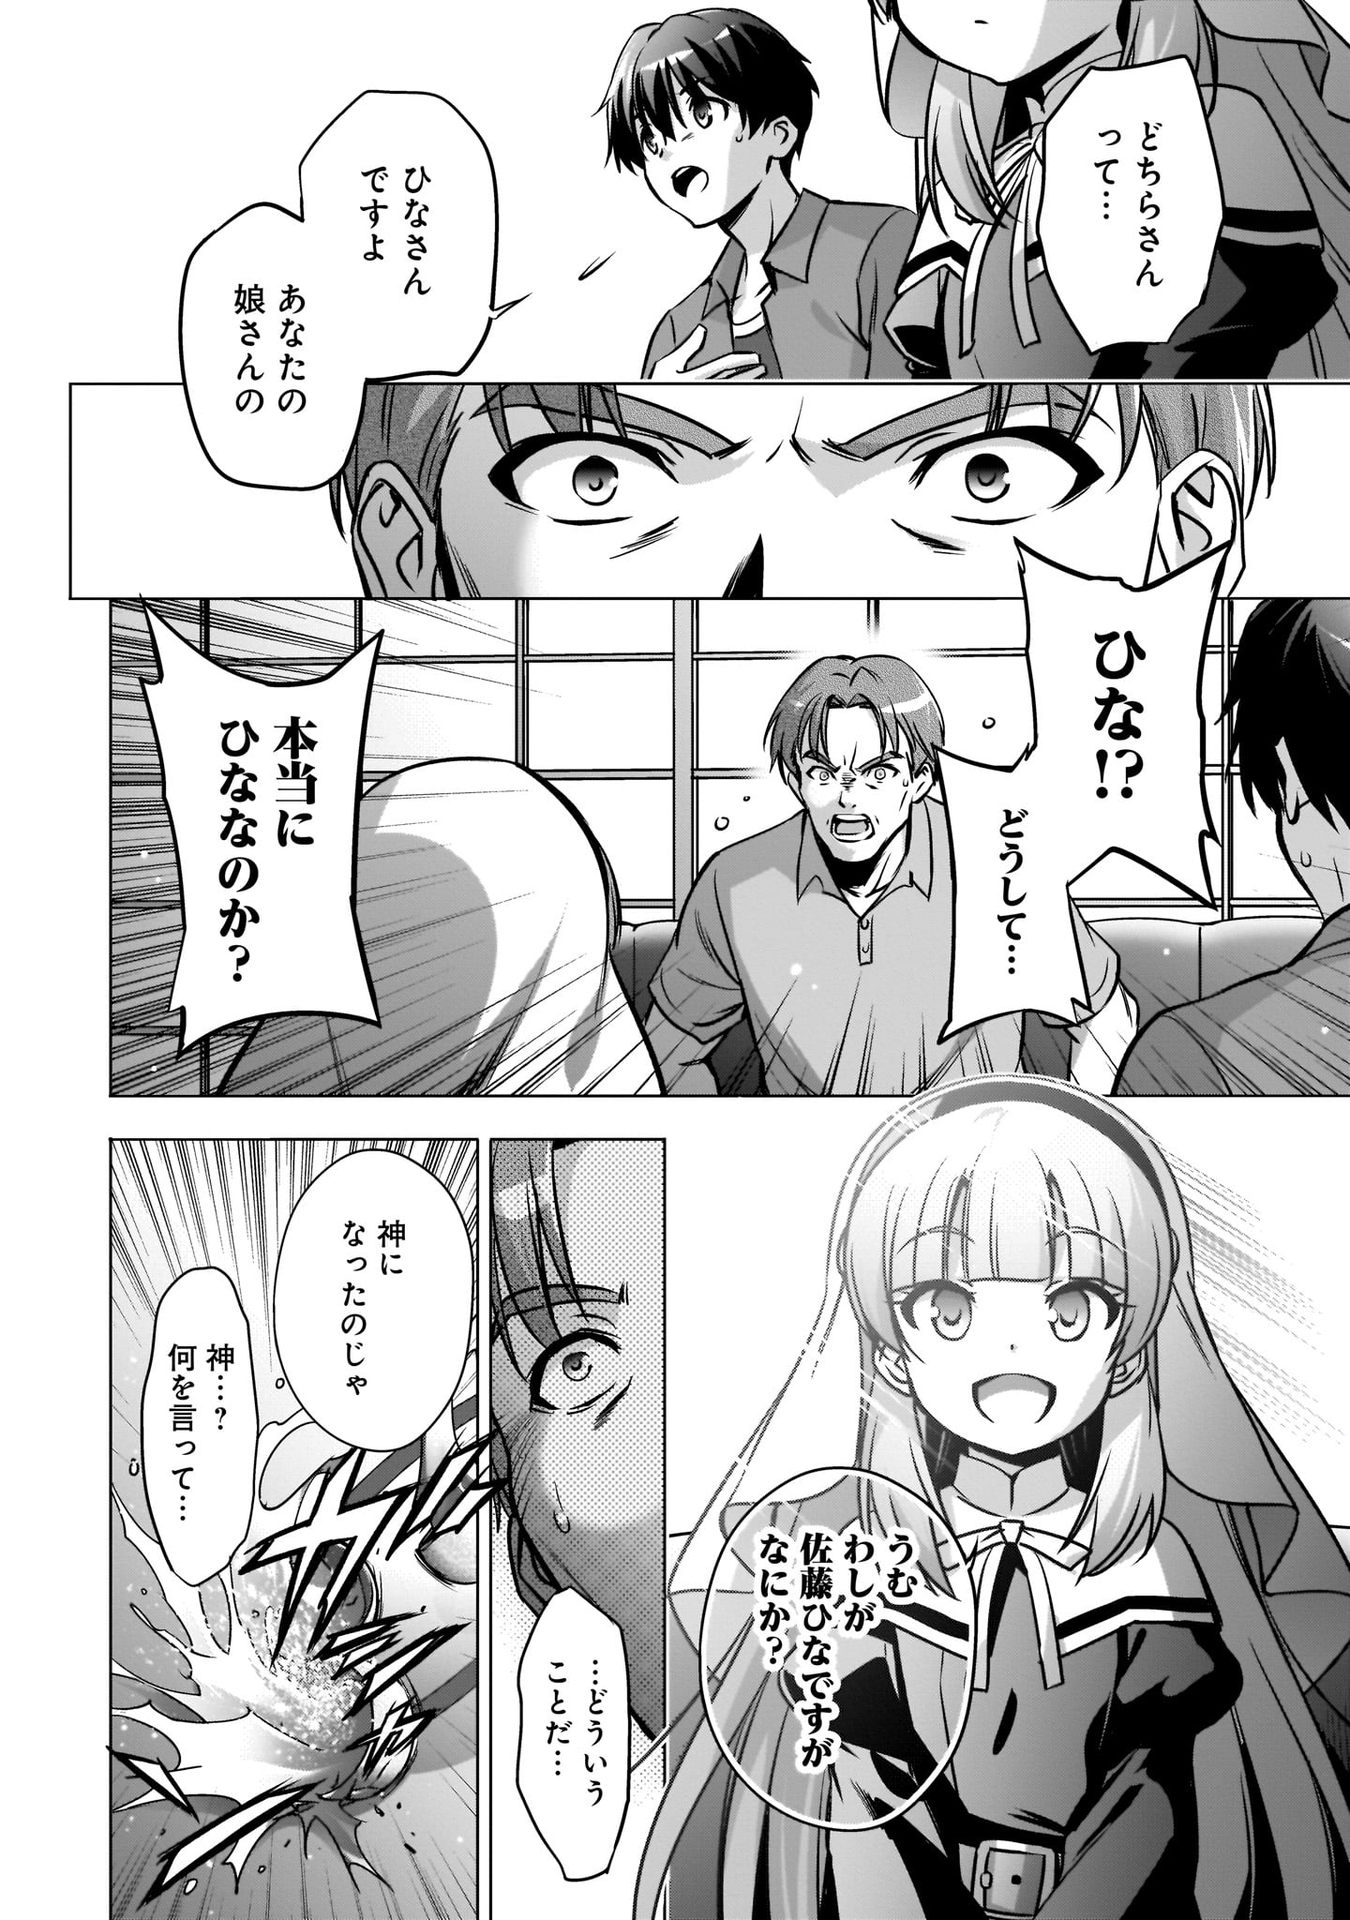 どちらさん
って…
ひなさん
ですよ
あなたの
娘さんの
ひな!?
どうして…
本当に
ひななのか?
うむ
わしが
佐藤ひなですが
なにか?
…どういう
ことだ…
神に
なったのじゃ
神…?
何を言って…